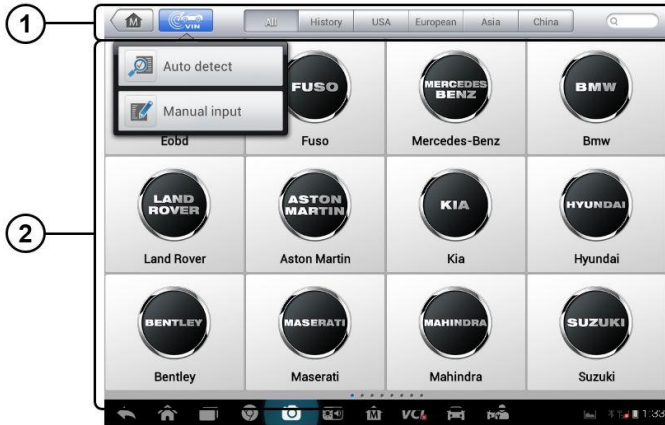 1
M
VIN
All
History
USA
European
Asia
China
Auto detect
Manual input
2
FUSO
MERCEDES
BENZ
BMW
Eobd
Fuso
Mercedes-Benz
Bmw
LAND
ROVER
ASTON
MARTIN
KIA
HYUNDAI
Land Rover
Aston Martin
Kia
Hyundai
BENTLEY
MASERATI
MAHINDRA
SUZUKI
Bentley
Maserati
Mahindra
Suzuki
M
VCI
1:33